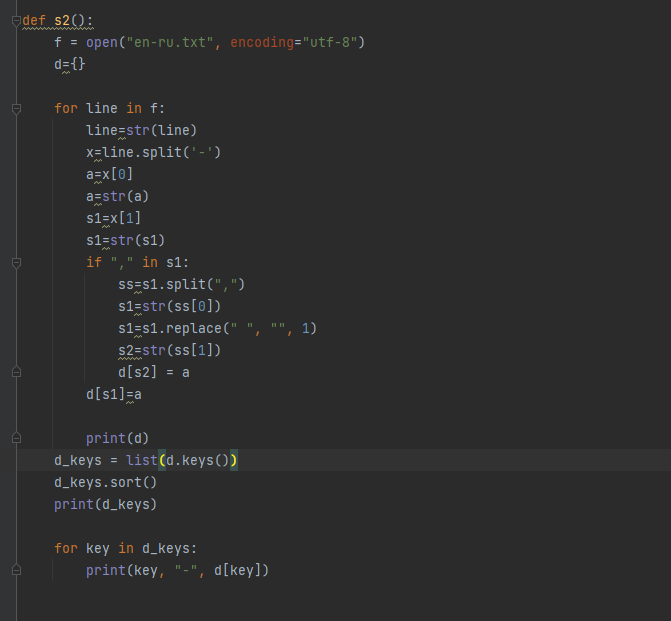 def s2():
    f = open("en-ru.txt", encoding="utf-8")
    d={}
    for line in f:
        line=str(line)
        x=line.split('-')
        a=x[0]
        a=str(a)
        s1=x[1]
        s1=str(s1)
        if "," in s1:
            ss=s1.split(",")
            s1=str(ss[0])
            s1=s1.replace(" ", "", 1)
            s2=str(ss[1])
            d[s2] = a
        d[s1]=a
        print(d)
    d_keys = list(d.keys())
    d_keys.sort()
    print(d_keys)
    for key in d_keys:
        print(key, "-", d[key])